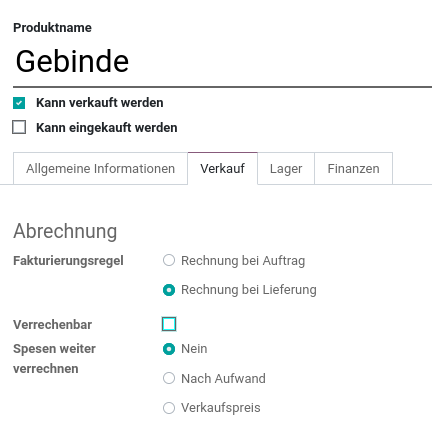 Produktname
Gebinde
Kann verkauft werden
Kann eingekauft werden
Allgemeine Informationen Verkauf Lager Finanzen
Abrechnung
Fakturierungsregel Rechnung bei Auftrag
Rechnung bei Lieferung
Verrechenbar
Spesen weiter verrechnen Nein
Nach Aufwand
Verkaufspreis